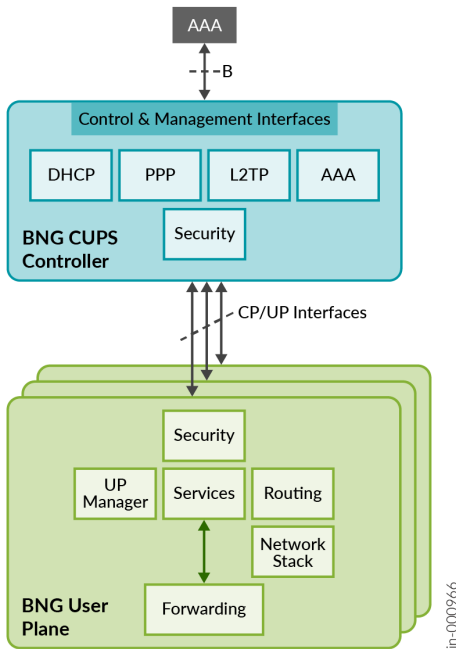 AAA
B
Control & Management Interfaces
DHCP
PPP
L2TP
AAA
Security
BNG CUPS
Controller
CP/UP Interfaces
Security
UP
Manager
Services
Routing
Network
Stack
Forwarding
BNG User
Plane
jn-000966